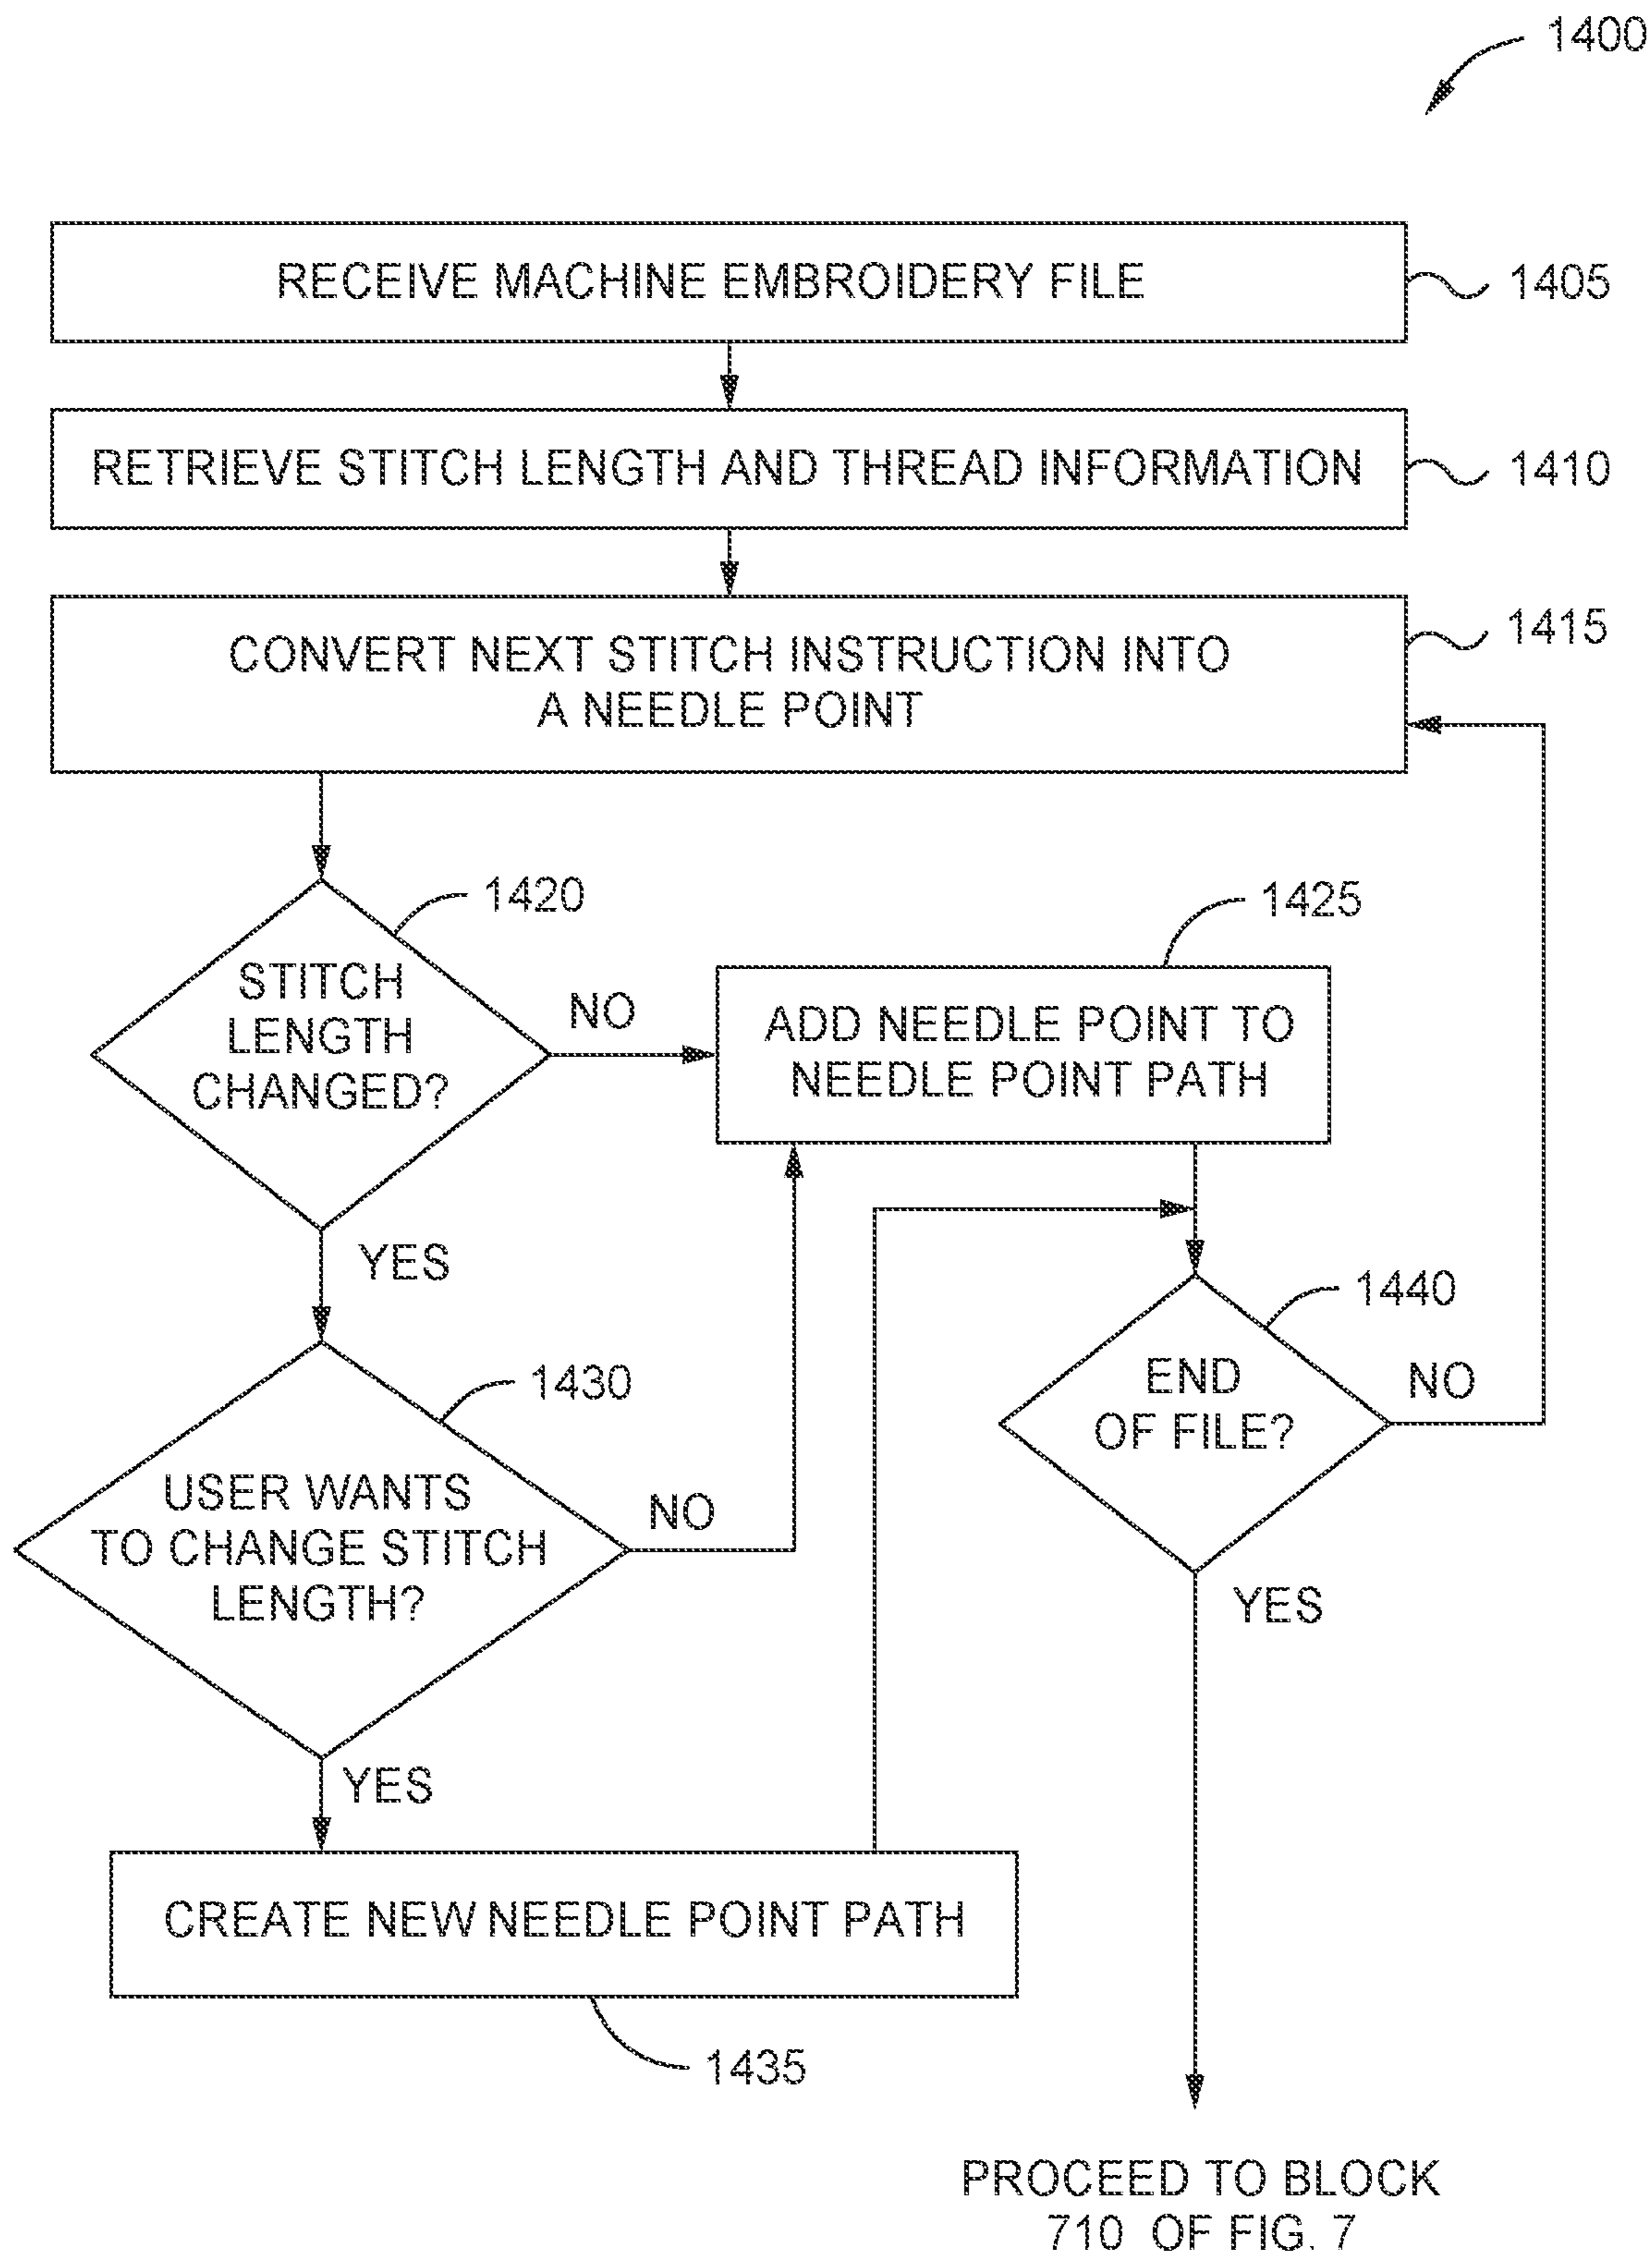 1400
RECEIVE MACHINE EMBROIDERY FILE
1405
RETRIEVE STITCH LENGTH AND THREAD INFORMATION
1410
CONVERT NEXT STITCH INSTRUCTION INTO
A NEEDLE POINT
1415
1420
STITCH
LENGTH
CHANGED?
NO
YES
1425
ADD NEEDLE POINT TO
NEEDLE POINT PATH
1430
USER WANTS
TO CHANGE STITCH
LENGTH?
NO
YES
1440
END
OF FILE?
NO
YES
CREATE NEW NEEDLE POINT PATH
1435
PROCEED TO BLOCK
710 OF FIG. 7